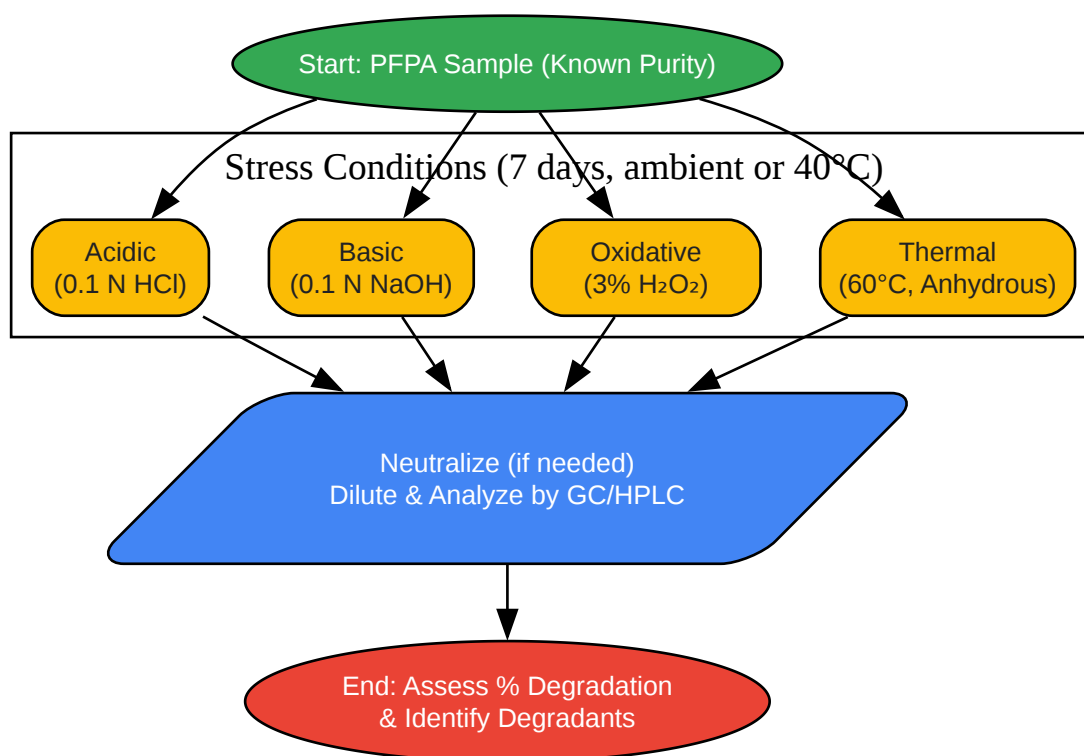 Start: PFPA Sample (Known Purity)
Stress Conditions (7 days, ambient or 40°C)
Acidic
(0.1 N HCl)
Basic
(0.1 N NaOH)
Oxidative
(3% H₂O₂)
Thermal
(60°C, Anhydrous)
Neutralize (if needed)
Dilute & Analyze by GC/HPLC
End: Assess % Degradation
& Identify Degradants